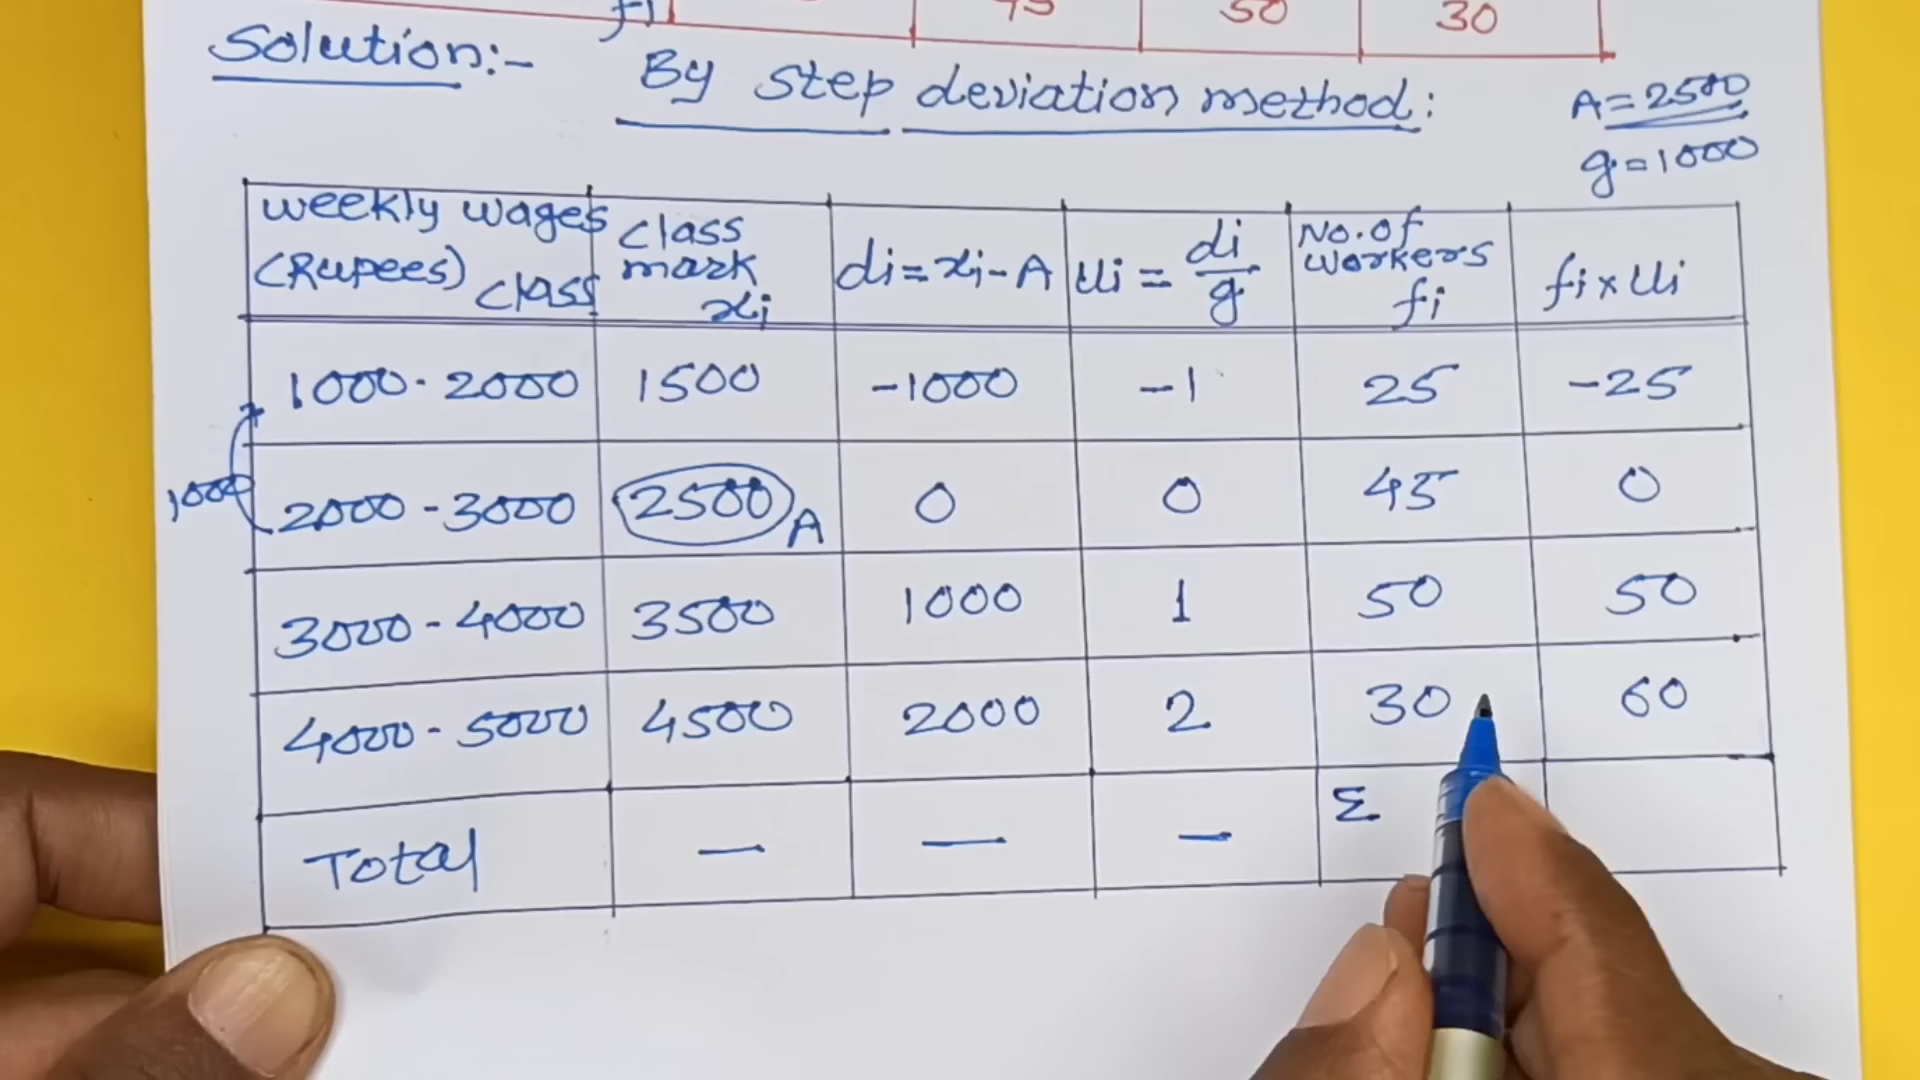 fi 45 50 30
Solution:-
By step deviation method:
A=2500
g=1000
weekly wages (Rupees) class | class mark xi | di=xi-A | ui = di/g | No. of workers fi | fi×ui
1000-2000 | 1500 | -1000 | -1 | 25 | -25
1000
2000-3000 | 2500 A | 0 | 0 | 45 | 0
3000-4000 | 3500 | 1000 | 1 | 50 | 50
4000-5000 | 4500 | 2000 | 2 | 30 | 60
Total | — | — | — | Σ